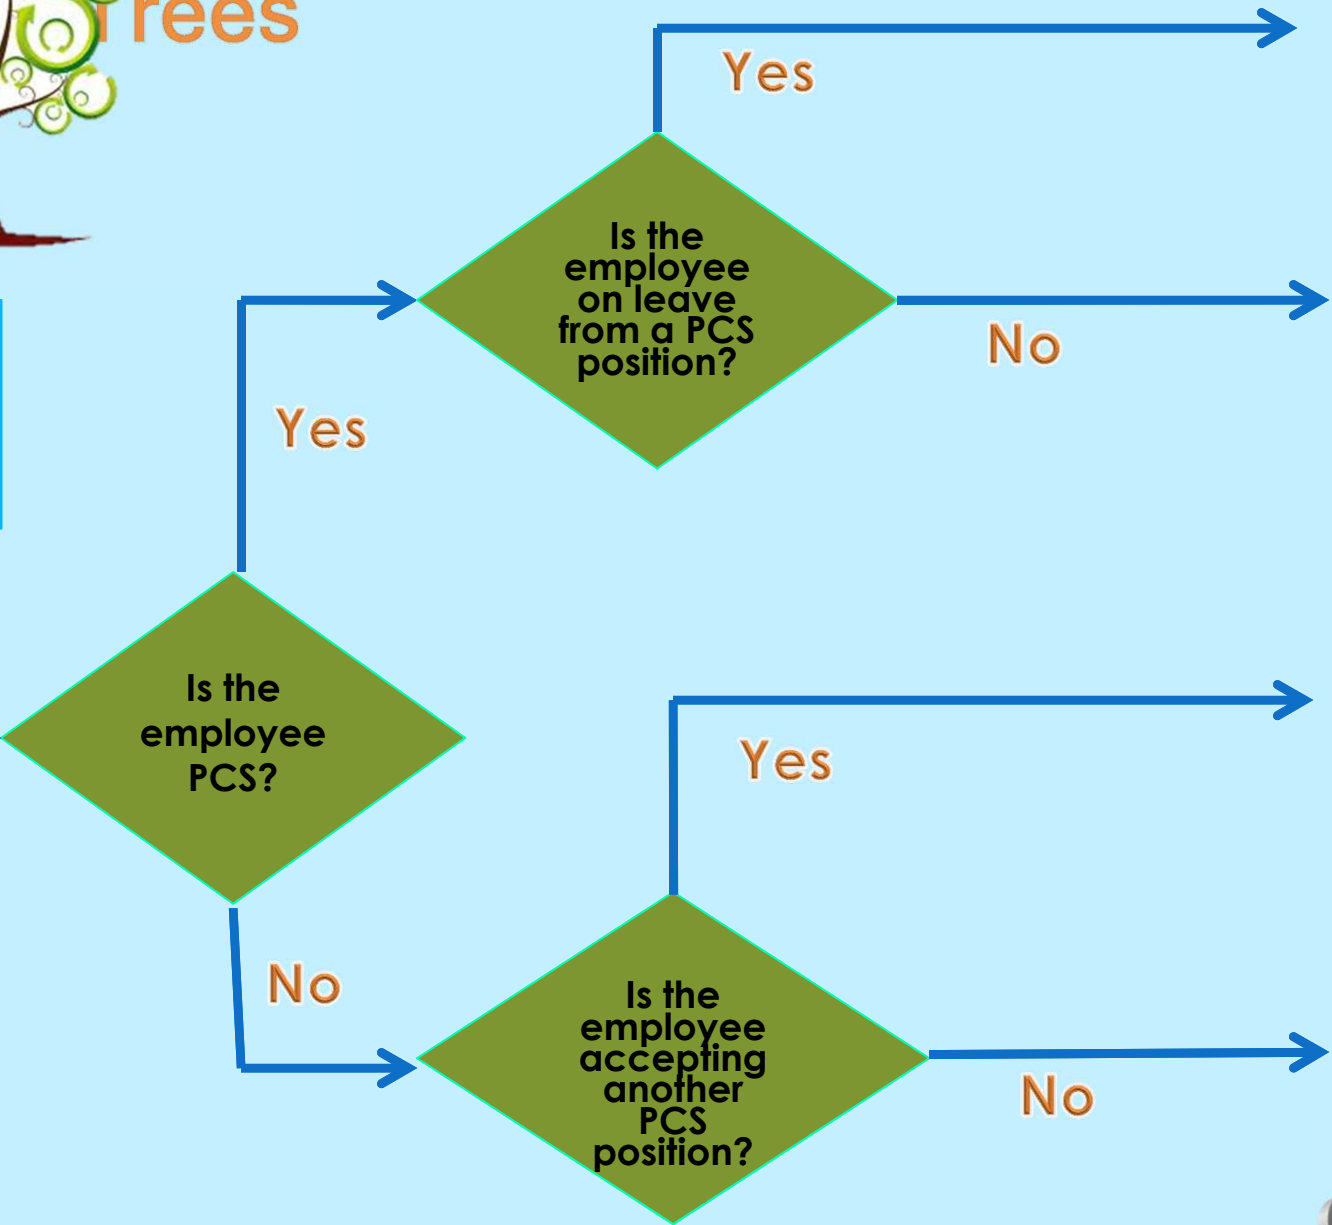 Trees
Yes
Is the
employee
on leave
from a PCS
position?
No
Yes
Is the
employee
PCS?
Yes
No
Is the
employee
accepting
another
PCS
position?
No